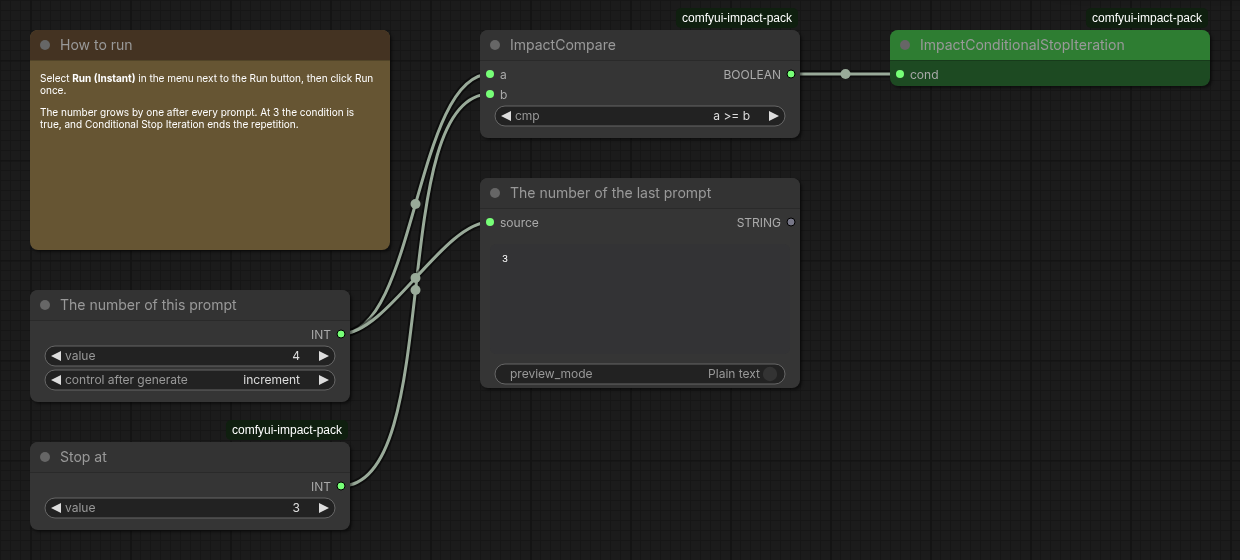 How to run
Select Run (Instant) in the menu next to the Run button, then click Run
once.
The number grows by one after every prompt. At 3 the condition is
true, and Conditional Stop Iteration ends the repetition.
comfyui-impact-pack
ImpactCompare
a
BOOLEAN
b
cmp
a >= b
comfyui-impact-pack
ImpactConditionalStopIteration
cond
The number of the last prompt
source
STRING
3
preview_mode
Plain text
The number of this prompt
INT
value
4
control after generate
increment
comfyui-impact-pack
Stop at
INT
value
3